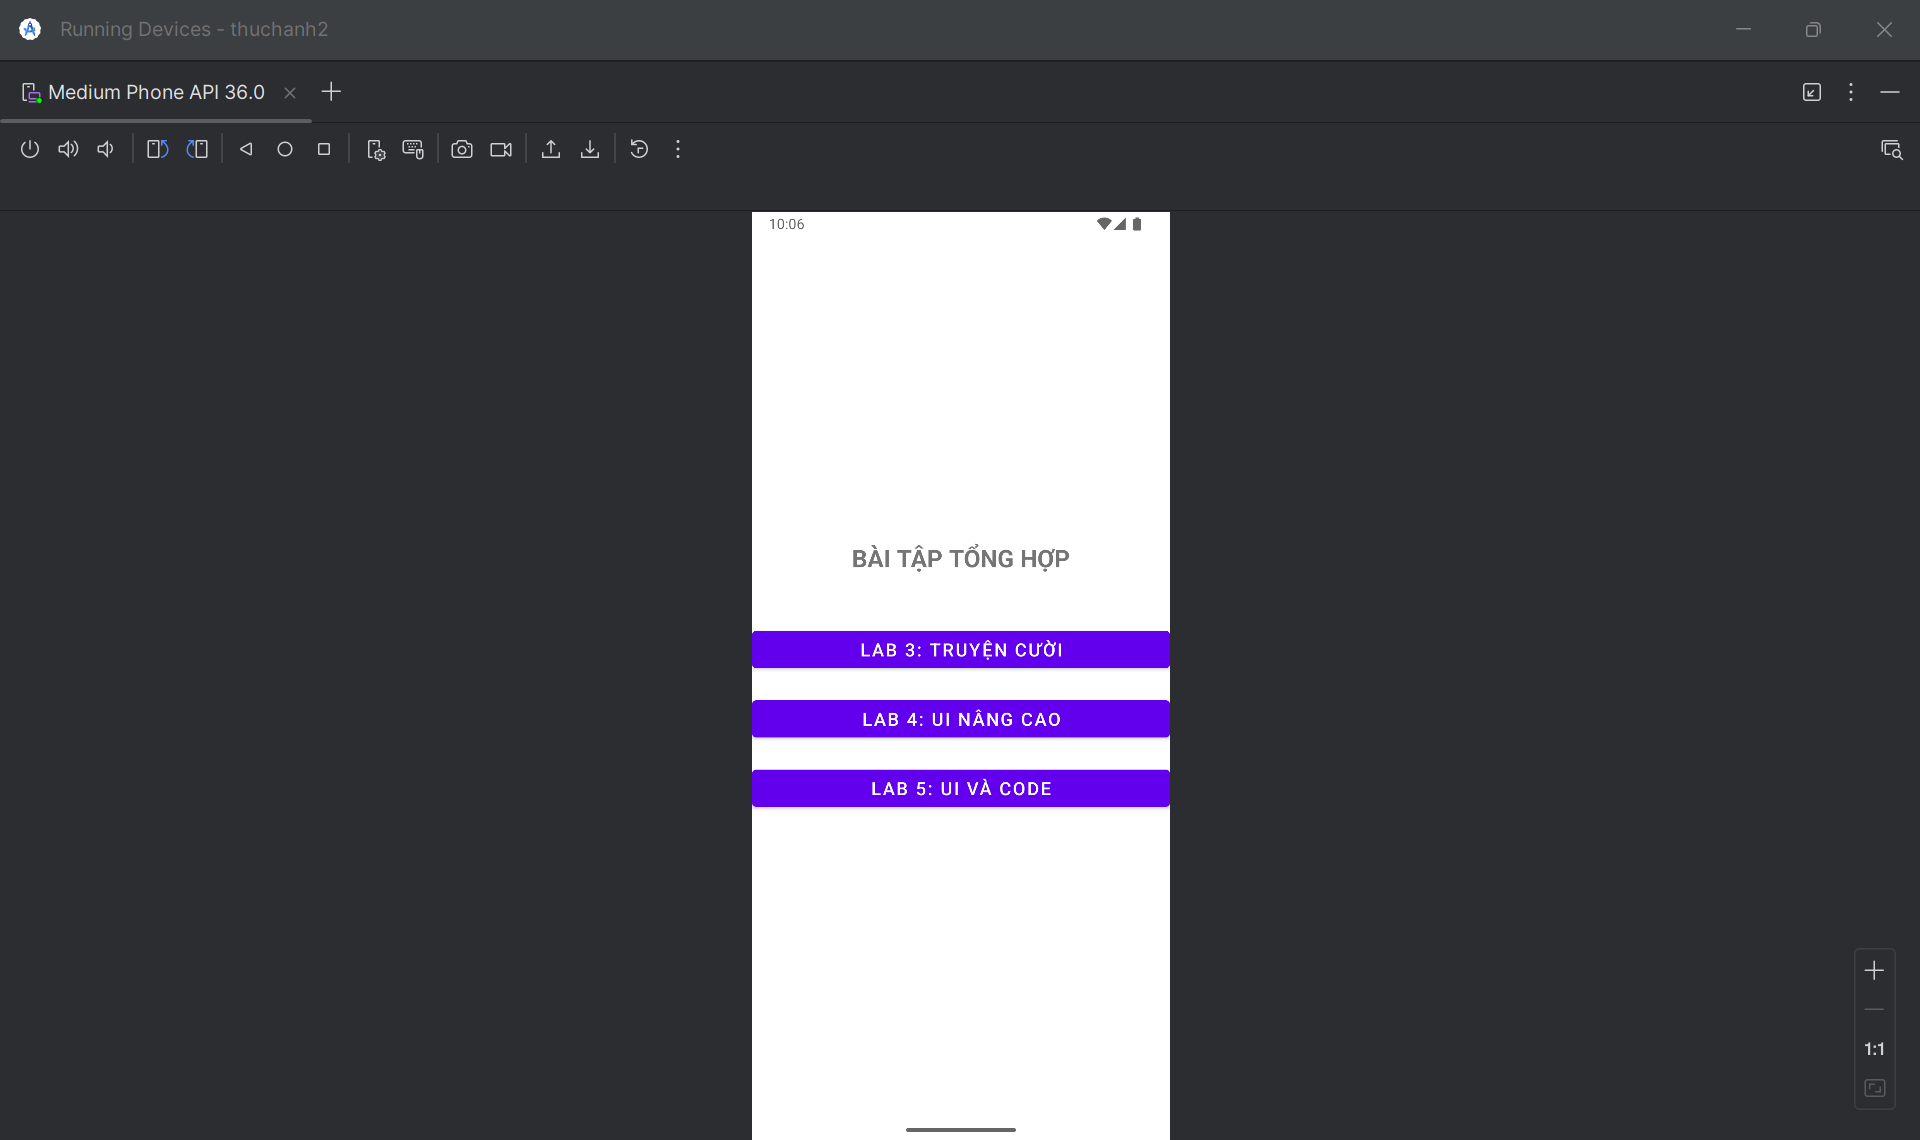 Running Devices - thuchanh2
Medium Phone API 36.0
10:06
BÀI TẬP TỔNG HỢP
LAB 3: TRUYỆN CƯỜI
LAB 4: UI NÂNG CAO
LAB 5: UI VÀ CODE
1:1